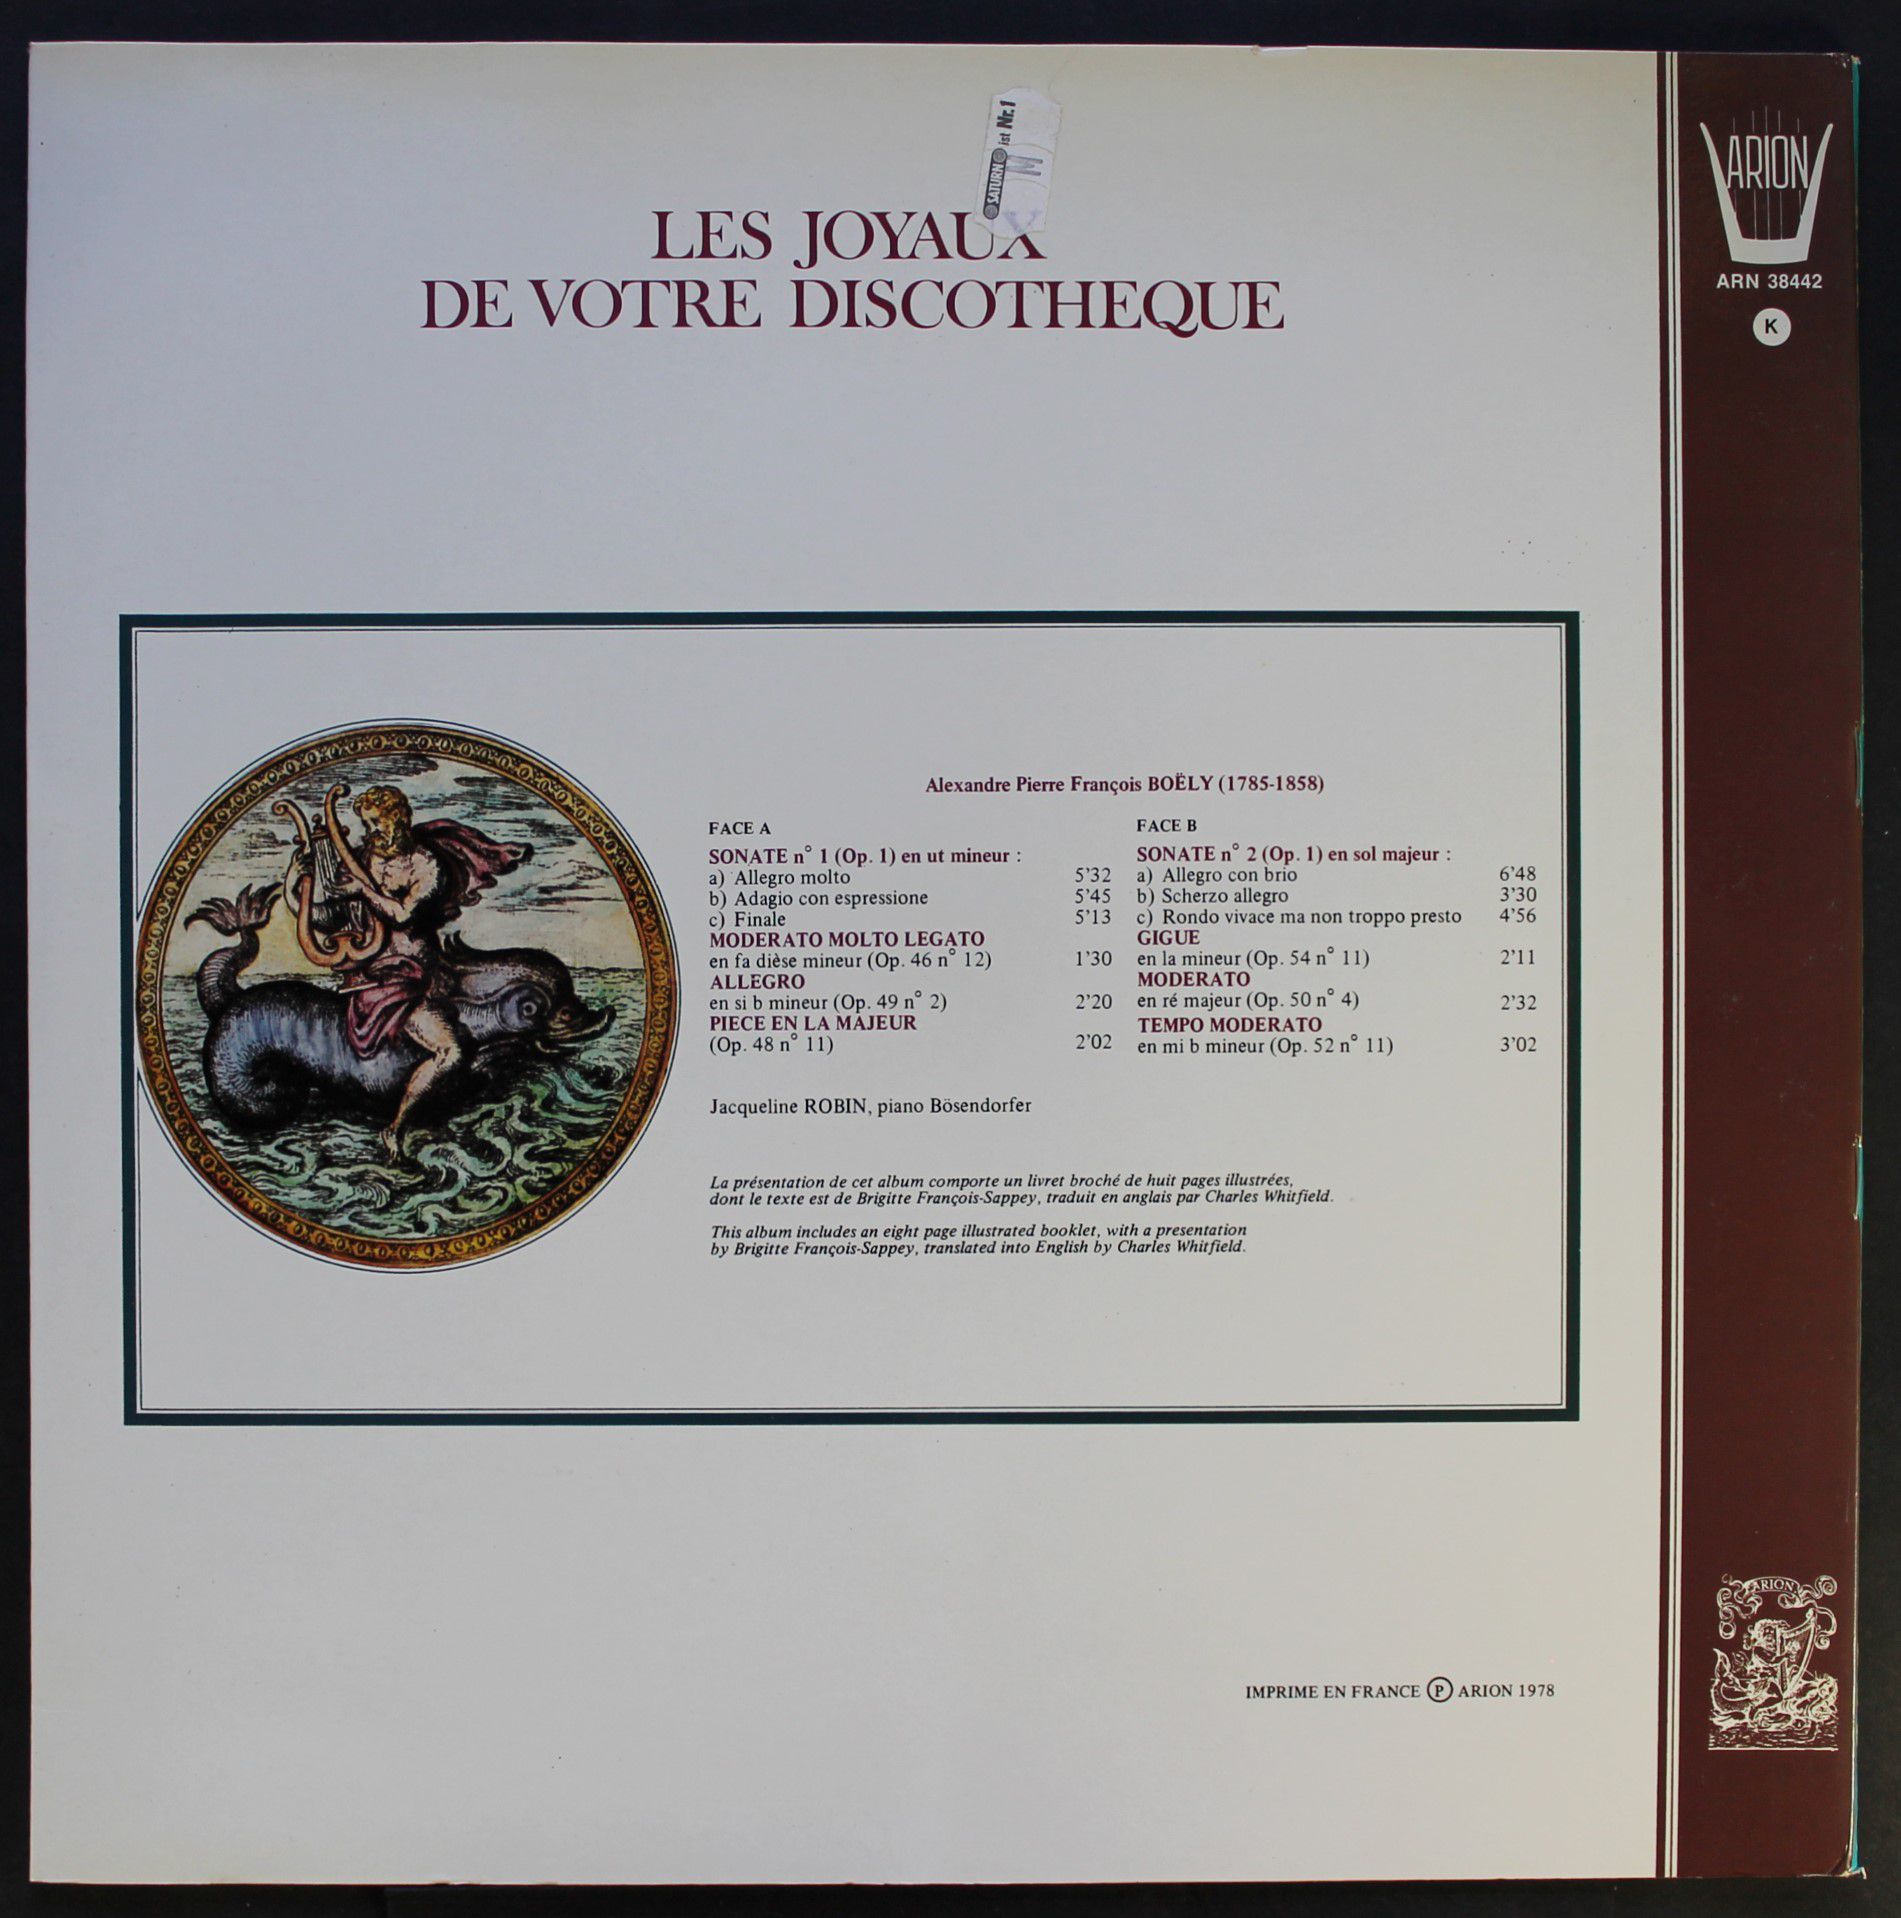 SATURN ist Nr.1
M
LES JOYAUX
DE VOTRE DISCOTHEQUE
ARION
ARN 38442
K
Alexandre Pierre François BOËLY (1785-1858)
FACE A
SONATE n° 1 (Op. 1) en ut mineur :
a) Allegro molto 5'32
b) Adagio con espressione 5'45
c) Finale 5'13
MODERATO MOLTO LEGATO
en fa dièse mineur (Op. 46 n° 12) 1'30
ALLEGRO
en si b mineur (Op. 49 n° 2) 2'20
PIECE EN LA MAJEUR
(Op. 48 n° 11) 2'02
FACE B
SONATE n° 2 (Op. 1) en sol majeur :
a) Allegro con brio 6'48
b) Scherzo allegro 3'30
c) Rondo vivace ma non troppo presto 4'56
GIGUE
en la mineur (Op. 54 n° 11) 2'11
MODERATO
en ré majeur (Op. 50 n° 4) 2'32
TEMPO MODERATO
en mi b mineur (Op. 52 n° 11) 3'02
Jacqueline ROBIN, piano Bösendorfer
La présentation de cet album comporte un livret broché de huit pages illustrées,
dont le texte est de Brigitte François-Sappey, traduit en anglais par Charles Whitfield.
This album includes an eight page illustrated booklet, with a presentation
by Brigitte François-Sappey, translated into English by Charles Whitfield.
IMPRIME EN FRANCE Ⓟ ARION 1978
ARION